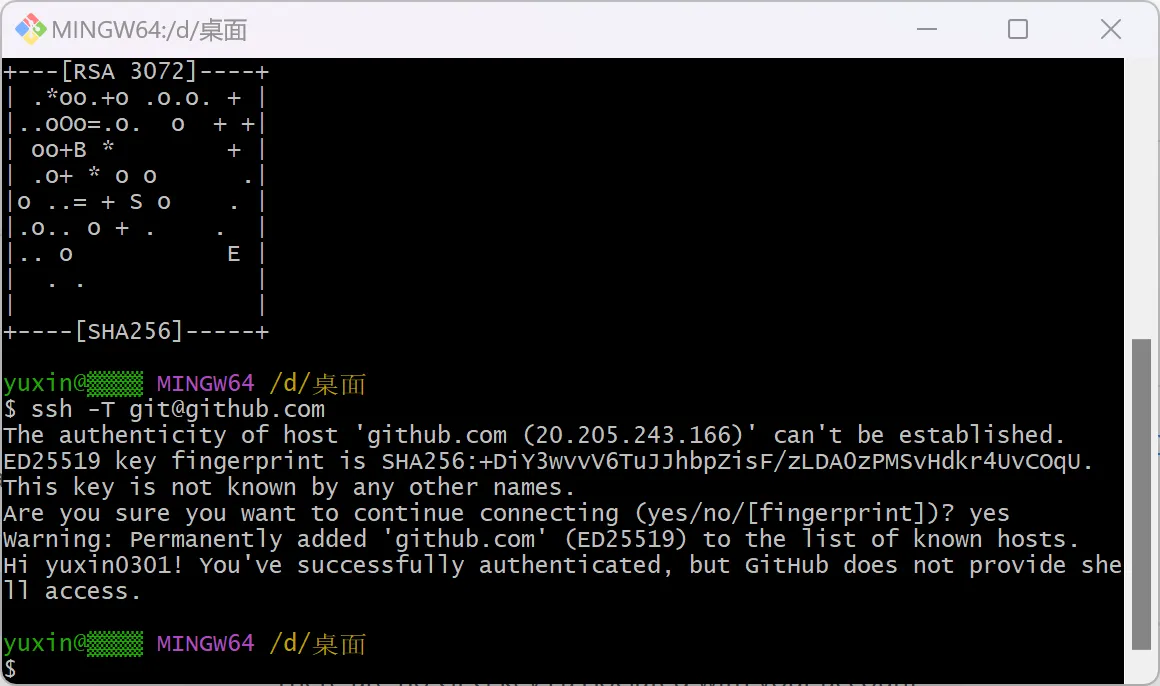 MINGW64:/d/桌面
+---[RSA 3072]----+
| .*oo.+o .o.o. + |
|..oOo=.o.  o  + +|
| oo+B *        + |
| .o+ * o o      .|
|o ..= + S o    . |
|.o.. o + .    .  |
|.. o           E |
|  . .            |
|                 |
+----[SHA256]-----+
yuxin@▒▒▒▒ MINGW64 /d/桌面
$ ssh -T git@github.com
The authenticity of host 'github.com (20.205.243.166)' can't be established.
ED25519 key fingerprint is SHA256:+DiY3wvvV6TuJJhbpZisF/zLDA0zPMSvHdkr4UvCOqU.
This key is not known by any other names.
Are you sure you want to continue connecting (yes/no/[fingerprint])? yes
Warning: Permanently added 'github.com' (ED25519) to the list of known hosts.
Hi yuxin0301! You've successfully authenticated, but GitHub does not provide she
ll access.
yuxin@▒▒▒▒ MINGW64 /d/桌面
$